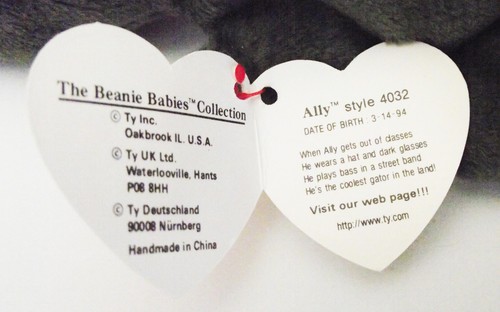 The Beanie Babies™ Collection
© Ty Inc.
Oakbrook IL. U.S.A.
© Ty UK Ltd.
Waterlooville, Hants
P08 8HH
© Ty Deutschland
90008 Nürnberg
Handmade in China
Ally™ style 4032
DATE OF BIRTH : 3-14-94
When Ally gets out of classes
He wears a hat and dark glasses
He plays bass in a street band
He's the coolest gator in the land!
Visit our web page!!!
http://www.ty.com